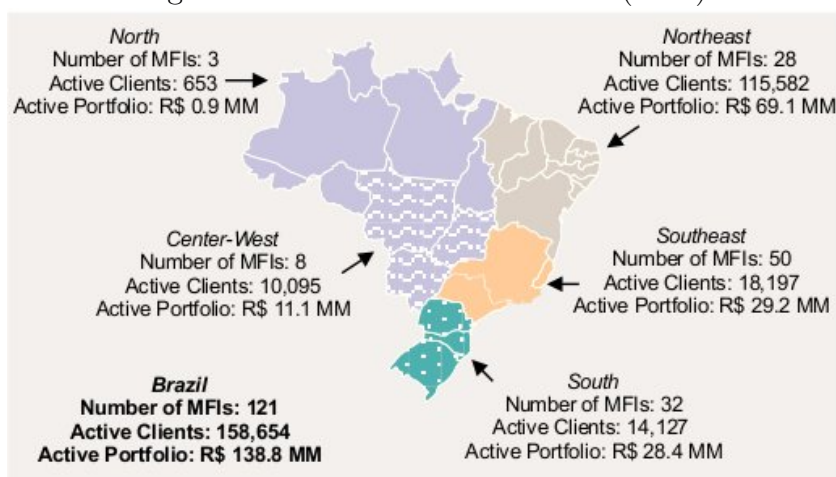 North
Number of MFIs: 3
Active Clients: 653
Active Portfolio: R$ 0.9 MM
Northeast
Number of MFIs: 28
Active Clients: 115,582
Active Portfolio: R$ 69.1 MM
Center-West
Number of MFIs: 8
Active Clients: 10,095
Active Portfolio: R$ 11.1 MM
Southeast
Number of MFIs: 50
Active Clients: 18,197
Active Portfolio: R$ 29.2 MM
Brazil
Number of MFIs: 121
Active Clients: 158,654
Active Portfolio: R$ 138.8 MM
South
Number of MFIs: 32
Active Clients: 14,127
Active Portfolio: R$ 28.4 MM